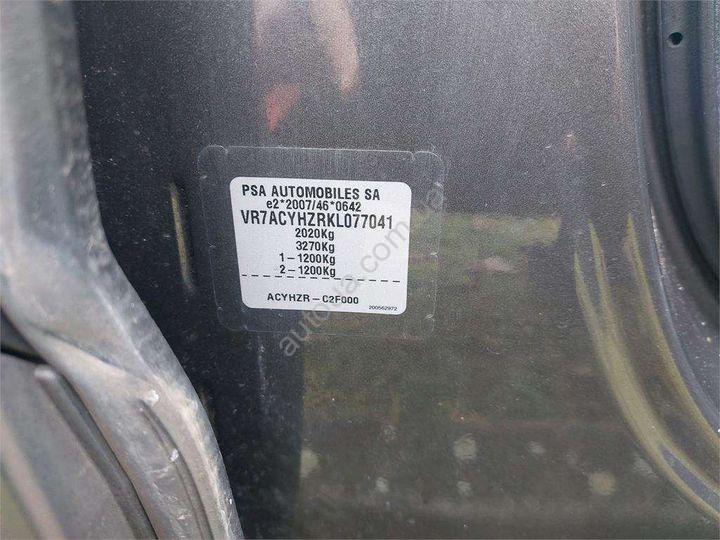 PSA AUTOMOBILES SA
e2*2007/46*0642
VR7ACYHZRKL077041
2020Kg
3270Kg
1-1200Kg
2-1200Kg
ACYHZR-C2F000
200562972